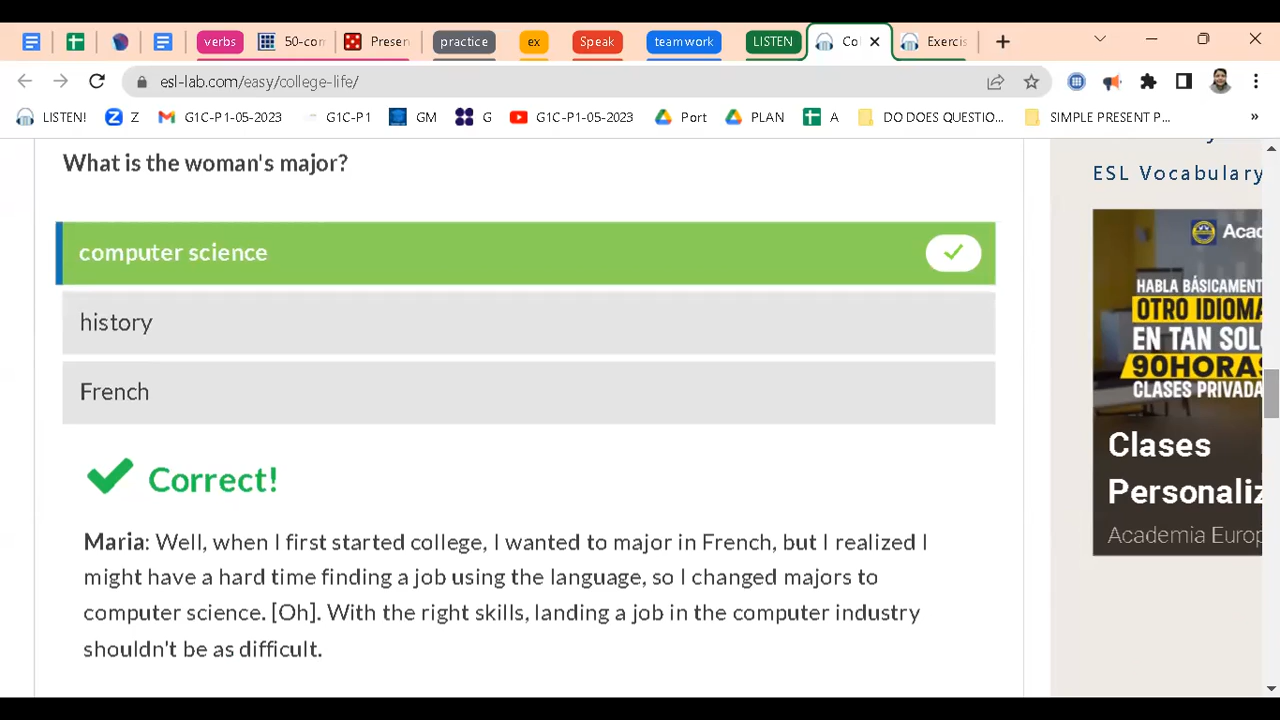 verbs
50-con
Presen
practice
ex
Speak
teamwork
LISTEN
Col
Exercis
esl-lab.com/easy/college-life/
LISTEN!
Z
G1C-P1-05-2023
G1C-P1
GM
G
G1C-P1-05-2023
Port
PLAN
A
DO DOES QUESTIO...
SIMPLE PRESENT P...
»
What is the woman's major?
ESL Vocabulary
computer science
history
French
Correct!
Maria: Well, when I first started college, I wanted to major in French, but I realized I
might have a hard time finding a job using the language, so I changed majors to
computer science. [Oh]. With the right skills, landing a job in the computer industry
shouldn't be as difficult.
Acad
HABLA BÁSICAMENT
OTRO IDIOMA
EN TAN SOL
90HORAS
CLASES PRIVADA
Clases
Personaliz
Academia Europ